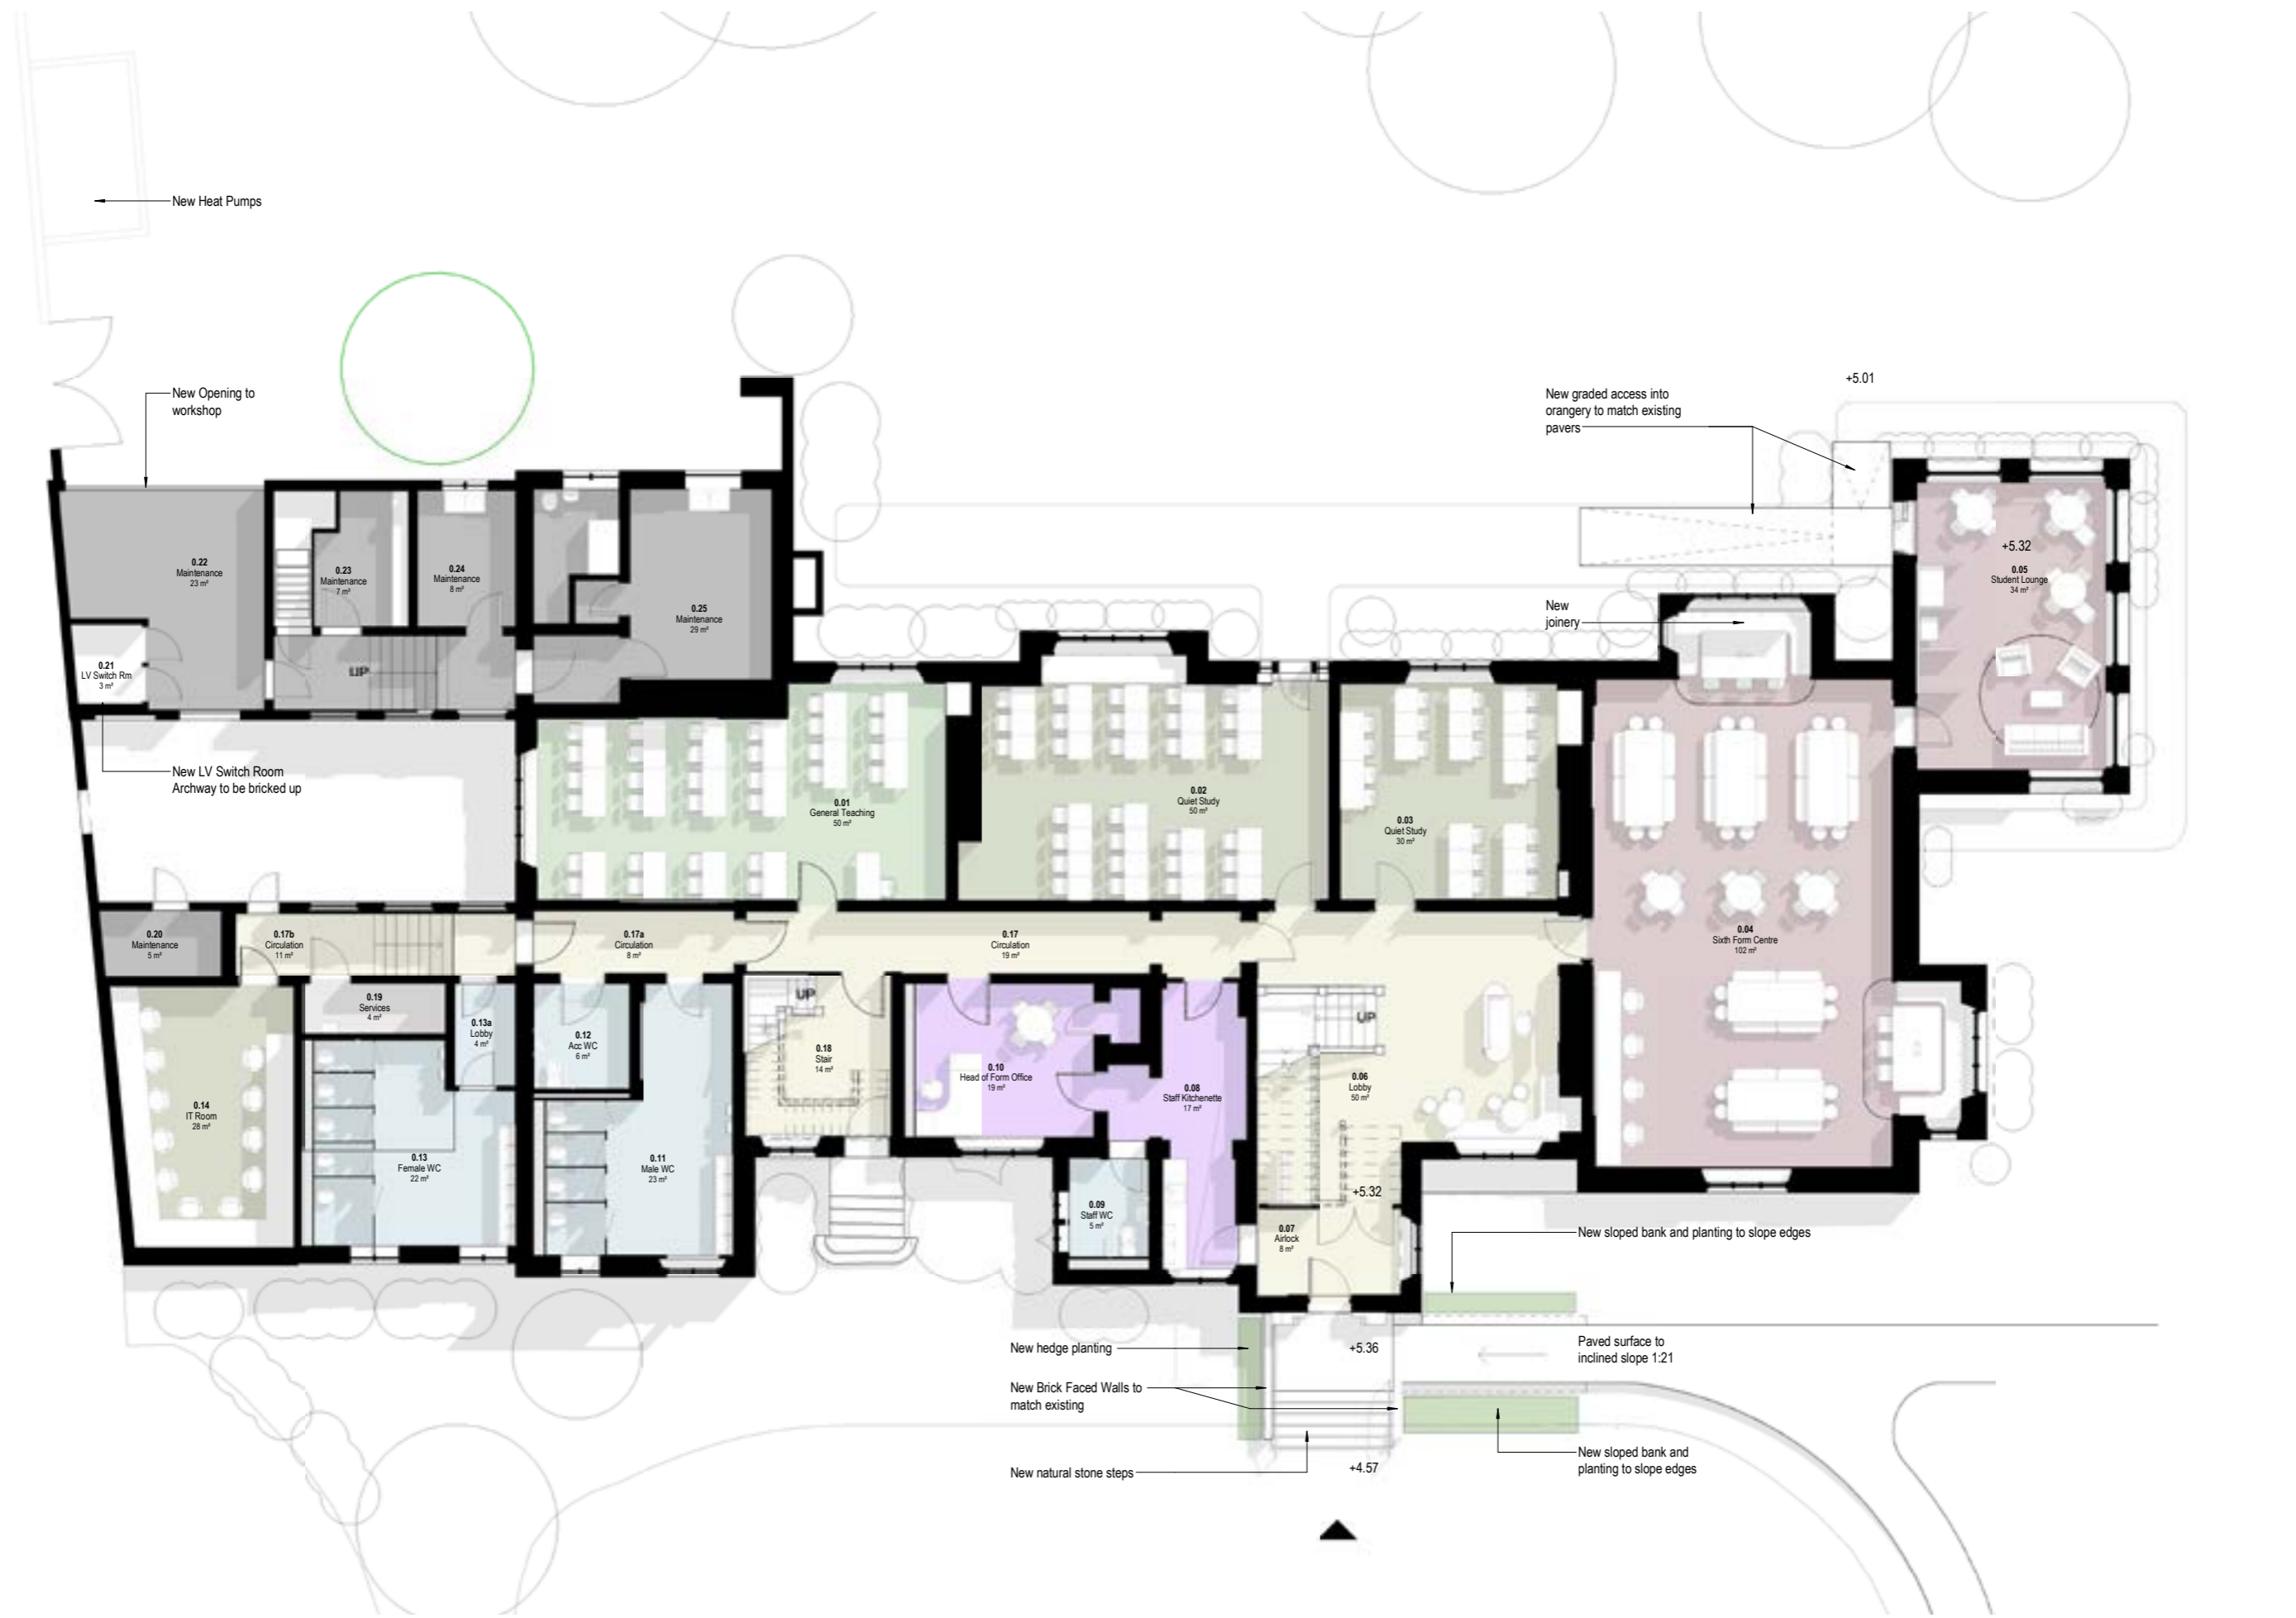 New Heat Pumps
+5.01
New Opening to
workshop
New graded access into
orangery to match existing
pavers
+5.32
0.05
Student Lounge
34 m²
0.22
Maintenance
23 m²
0.23
Maintenance
7 m²
0.24
Maintenance
8 m²
0.25
Maintenance
29 m²
New
joinery
0.21
LV Switch Rm
3 m²
UP
New LV Switch Room
Archway to be bricked up
0.01
General Teaching
50 m²
0.02
Quiet Study
50 m²
0.03
Quiet Study
30 m²
0.04
Sixth Form Centre
102 m²
0.20
Maintenance
5 m²
0.17b
Circulation
11 m²
0.17a
Circulation
8 m²
0.17
Circulation
19 m²
0.19
Services
4 m²
0.13a
Lobby
4 m²
0.12
Acc WC
6 m²
UP
0.18
Stair
14 m²
0.10
Head of Form Office
19 m²
0.08
Staff Kitchenette
17 m²
UP
0.06
Lobby
50 m²
0.14
IT Room
28 m²
0.13
Female WC
22 m²
0.11
Male WC
23 m²
0.09
Staff WC
5 m²
+5.32
0.07
Airlock
8 m²
New sloped bank and planting to slope edges
New hedge planting
+5.36
Paved surface to
inclined slope 1:21
New Brick Faced Walls to
match existing
New natural stone steps
+4.57
New sloped bank and
planting to slope edges